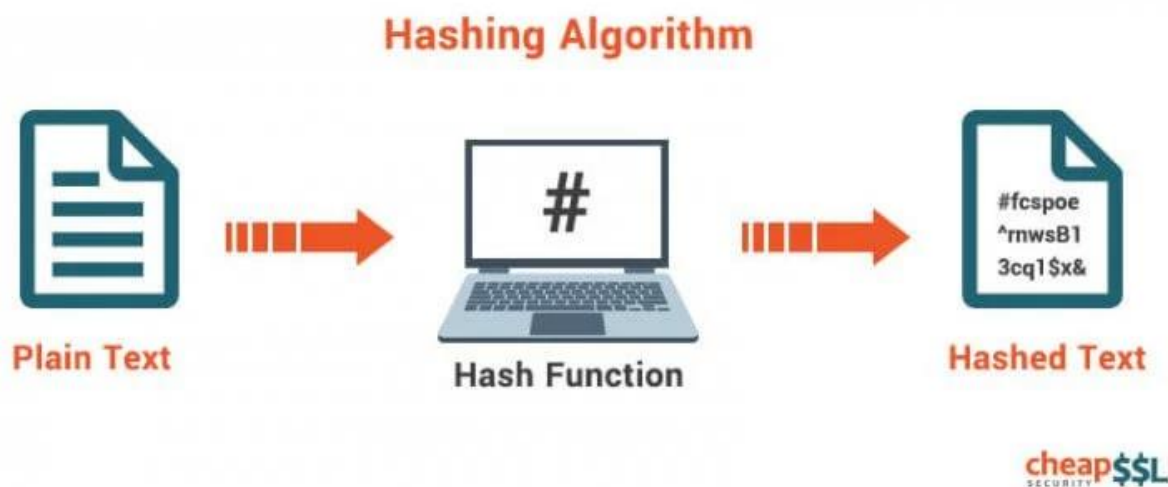 Hashing Algorithm
#
#fcspoe
^rnwsB1
3cq1$x&
Plain Text
Hash Function
Hashed Text
cheap$$L
SECURITY